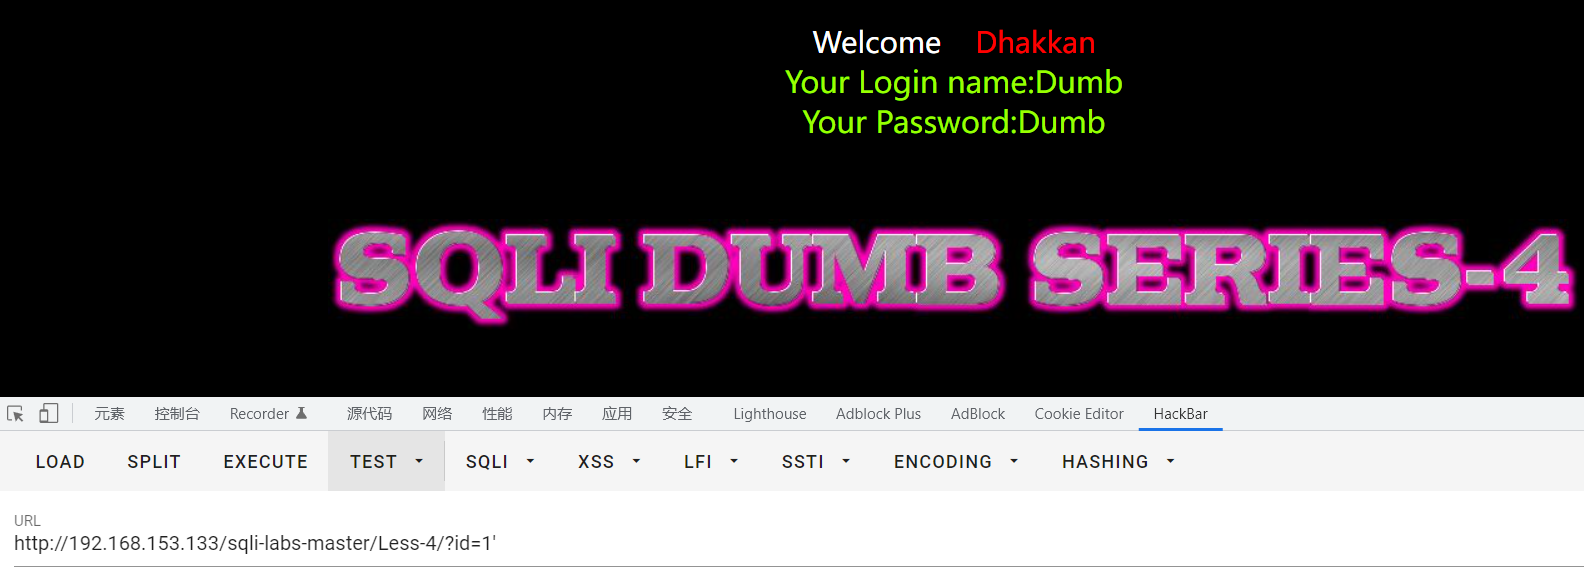 Welcome Dhakkan
Your Login name:Dumb
Your Password:Dumb
SQLI DUMB SERIES-4
元素 控制台 Recorder 源代码 网络 性能 内存 应用 安全 Lighthouse Adblock Plus AdBlock Cookie Editor HackBar
LOAD SPLIT EXECUTE TEST SQLI XSS LFI SSTI ENCODING HASHING
URL
http://192.168.153.133/sqli-labs-master/Less-4/?id=1'